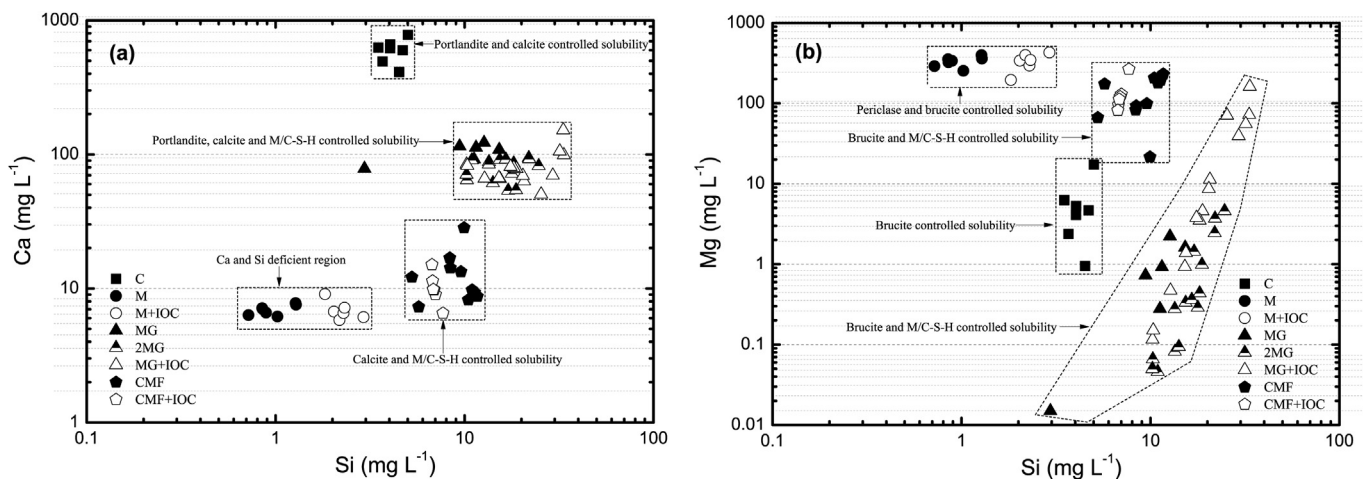 (a)
1000
100
10
1
Ca (mg L⁻¹)
Portlandite and calcite controlled solubility
Portlandite, calcite and M/C-S-H controlled solubility
Ca and Si deficient region
Calcite and M/C-S-H controlled solubility
C
M
M+IOC
MG
2MG
MG+IOC
CMF
CMF+IOC
0.1
1
10
100
Si (mg L⁻¹)
(b)
1000
100
10
1
0.1
0.01
Mg (mg L⁻¹)
Periclase and brucite controlled solubility
Brucite and M/C-S-H controlled solubility
Brucite controlled solubility
Brucite and M/C-S-H controlled solubility
C
M
M+IOC
MG
2MG
MG+IOC
CMF
CMF+IOC
0.1
1
10
100
Si (mg L⁻¹)